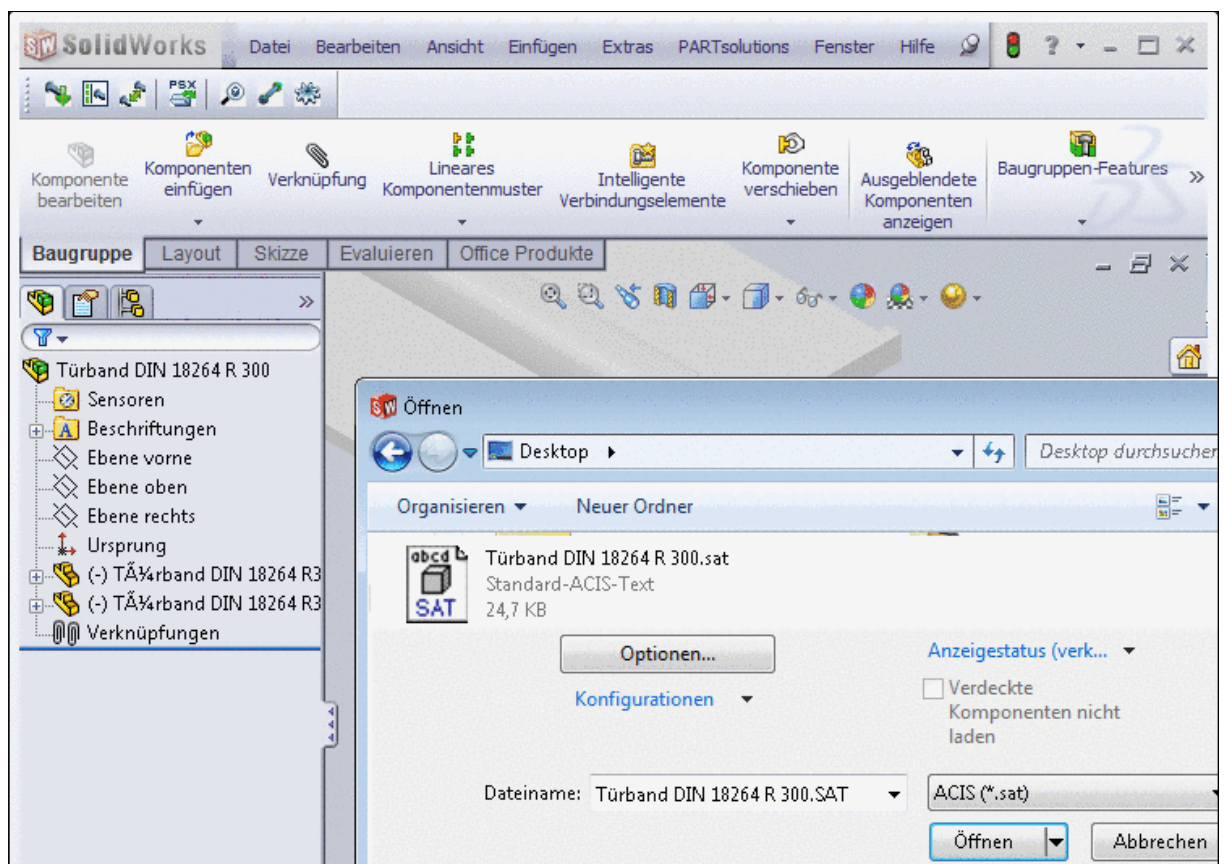 SolidWorks Datei Bearbeiten Ansicht Einfügen Extras PARTsolutions Fenster Hilfe ?
PSX
Komponente bearbeiten
Komponenten einfügen
Verknüpfung
Lineares Komponentenmuster
Intelligente Verbindungselemente
Komponente verschieben
Ausgeblendete Komponenten anzeigen
Baugruppen-Features »
Baugruppe Layout Skizze Evaluieren Office Produkte
»
Türband DIN 18264 R 300
Sensoren
A Beschriftungen
Ebene vorne
Ebene oben
Ebene rechts
Ursprung
(-) TÃ¼rband DIN 18264 R3
(-) TÃ¼rband DIN 18264 R3
Verknüpfungen
SW Öffnen
Desktop
Desktop durchsuchen
Organisieren Neuer Ordner
abcd
SAT
Türband DIN 18264 R 300.sat
Standard-ACIS-Text
24,7 KB
Optionen...
Konfigurationen
Anzeigestatus (verk...
Verdeckte
Komponenten nicht
laden
Dateiname: Türband DIN 18264 R 300.SAT ACIS (*.sat)
Öffnen Abbrechen